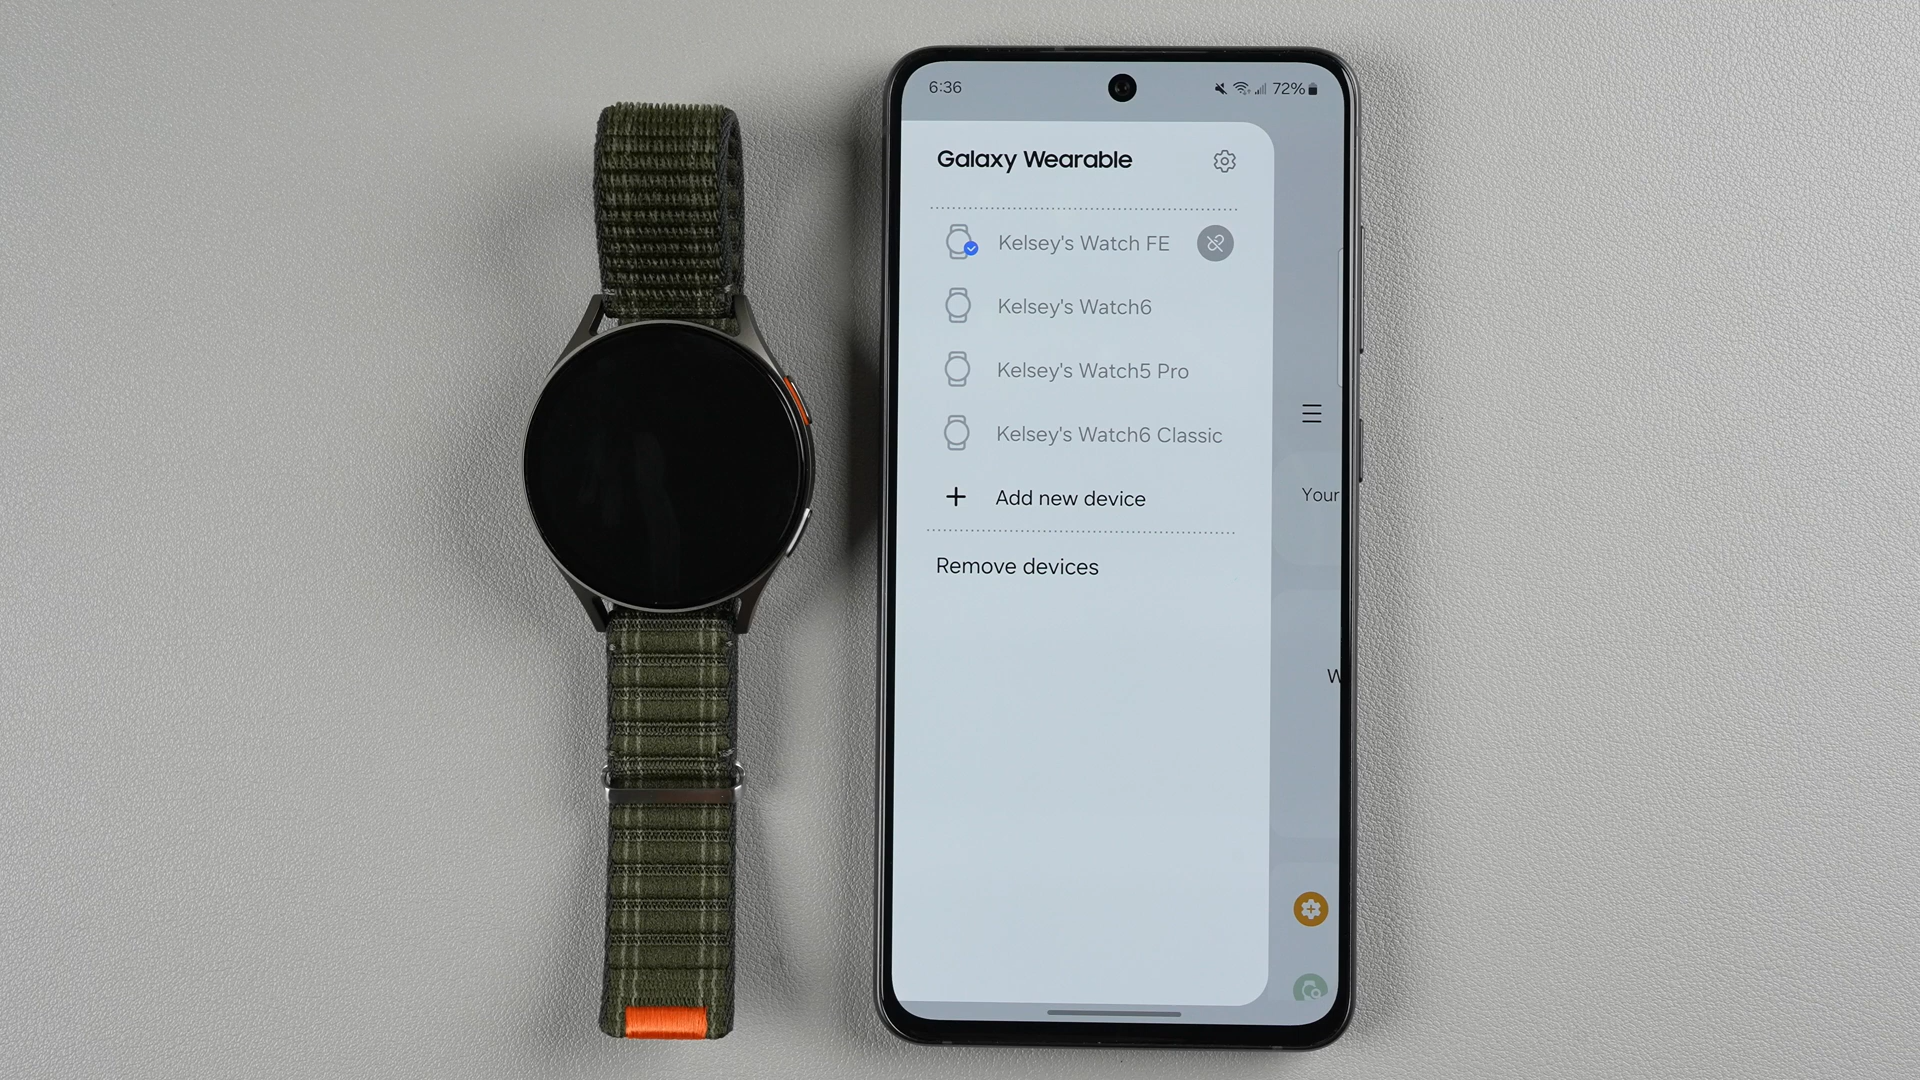 6:36
72%
Galaxy Wearable
Kelsey's Watch FE
Kelsey's Watch6
Kelsey's Watch5 Pro
Kelsey's Watch6 Classic
Add new device
Remove devices
Your
W